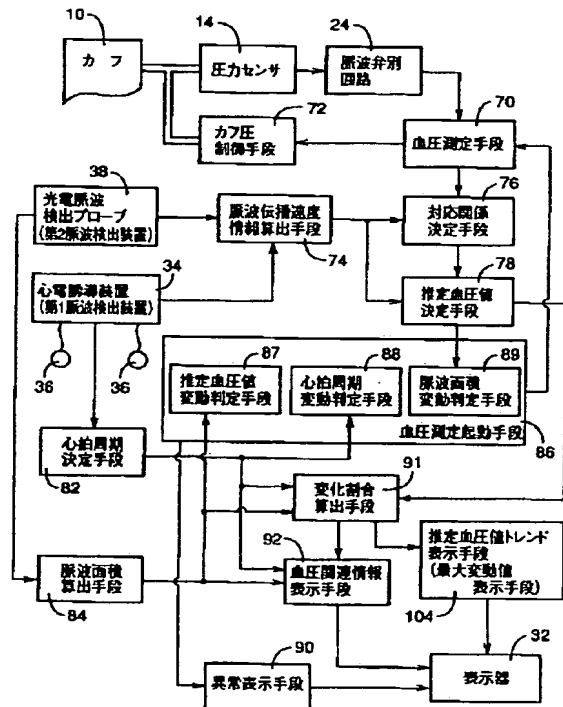 10
カフ
14
圧力センサ
24
脈波弁別
回路
72
カフ圧
制御手段
70
血圧測定手段
38
光電脈波
検出プローブ
(第2脈波検出装置)
脈波伝播速度
情報算出手段
74
76
対応関係
決定手段
34
心電誘導装置
(第1脈波検出装置)
36
36
78
推定血圧値
決定手段
87
推定血圧値
変動判定手段
88
心拍周期
変動判定手段
89
脈波面積
変動判定手段
血圧測定起動手段
86
心拍周期
決定手段
82
91
変化割合
算出手段
92
血圧関連情報
表示手段
推定血圧値トレンド
表示手段
(最大変動値
表示手段)
104
脈波面積
算出手段
84
90
異常表示手段
32
表示器